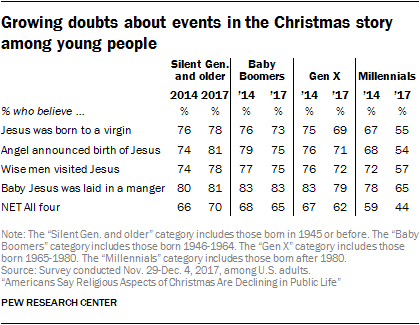 Growing doubts about events in the Christmas story
among young people
Silent Gen. Baby
and older Boomers Gen X Millennials
2014 2017 '14 '17 '14 '17 '14 '17
% who believe ... % % % % % % % %
Jesus was born to a virgin 76 78 76 73 75 69 67 55
Angel announced birth of Jesus 74 81 79 75 76 71 68 54
Wise men visited Jesus 74 78 77 75 76 72 72 57
Baby Jesus was laid in a manger 80 81 83 83 83 79 78 65
NET All four 66 70 68 65 67 62 59 44
Note: The “Silent Gen. and older” category includes those born in 1945 or before. The “Baby
Boomers” category includes those born 1946-1964. The “Gen X” category includes those
born 1965-1980. The “Millennials” category includes those born after 1980.
Source: Survey conducted Nov. 29-Dec. 4, 2017, among U.S. adults.
“Americans Say Religious Aspects of Christmas Are Declining in Public Life”
PEW RESEARCH CENTER